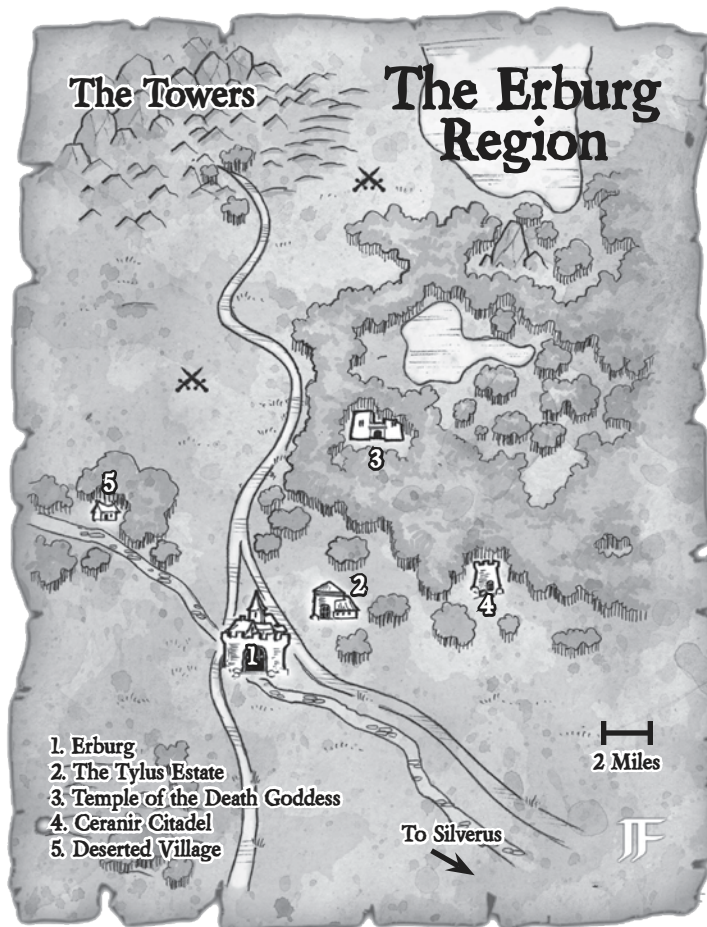 The Towers
The Erburg
Region
5
3
2
4
1
2 Miles
1. Erburg
2. The Tylus Estate
3. Temple of the Death Goddess
4. Ceranir Citadel
5. Deserted Village
To Silverus
TF